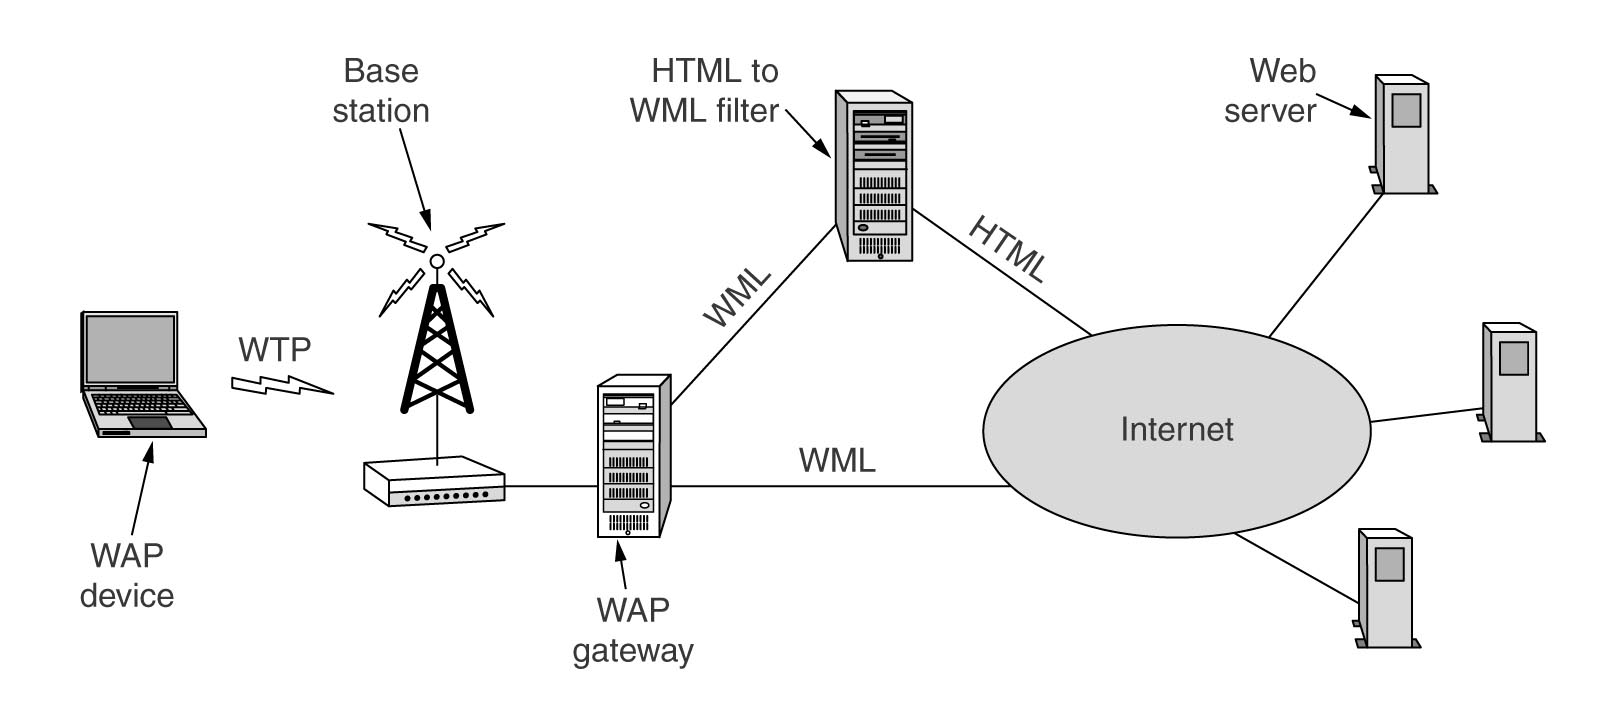 Base
station
HTML to
WML filter
Web
server
HTML
WML
WTP
Internet
WML
WAP
device
WAP
gateway